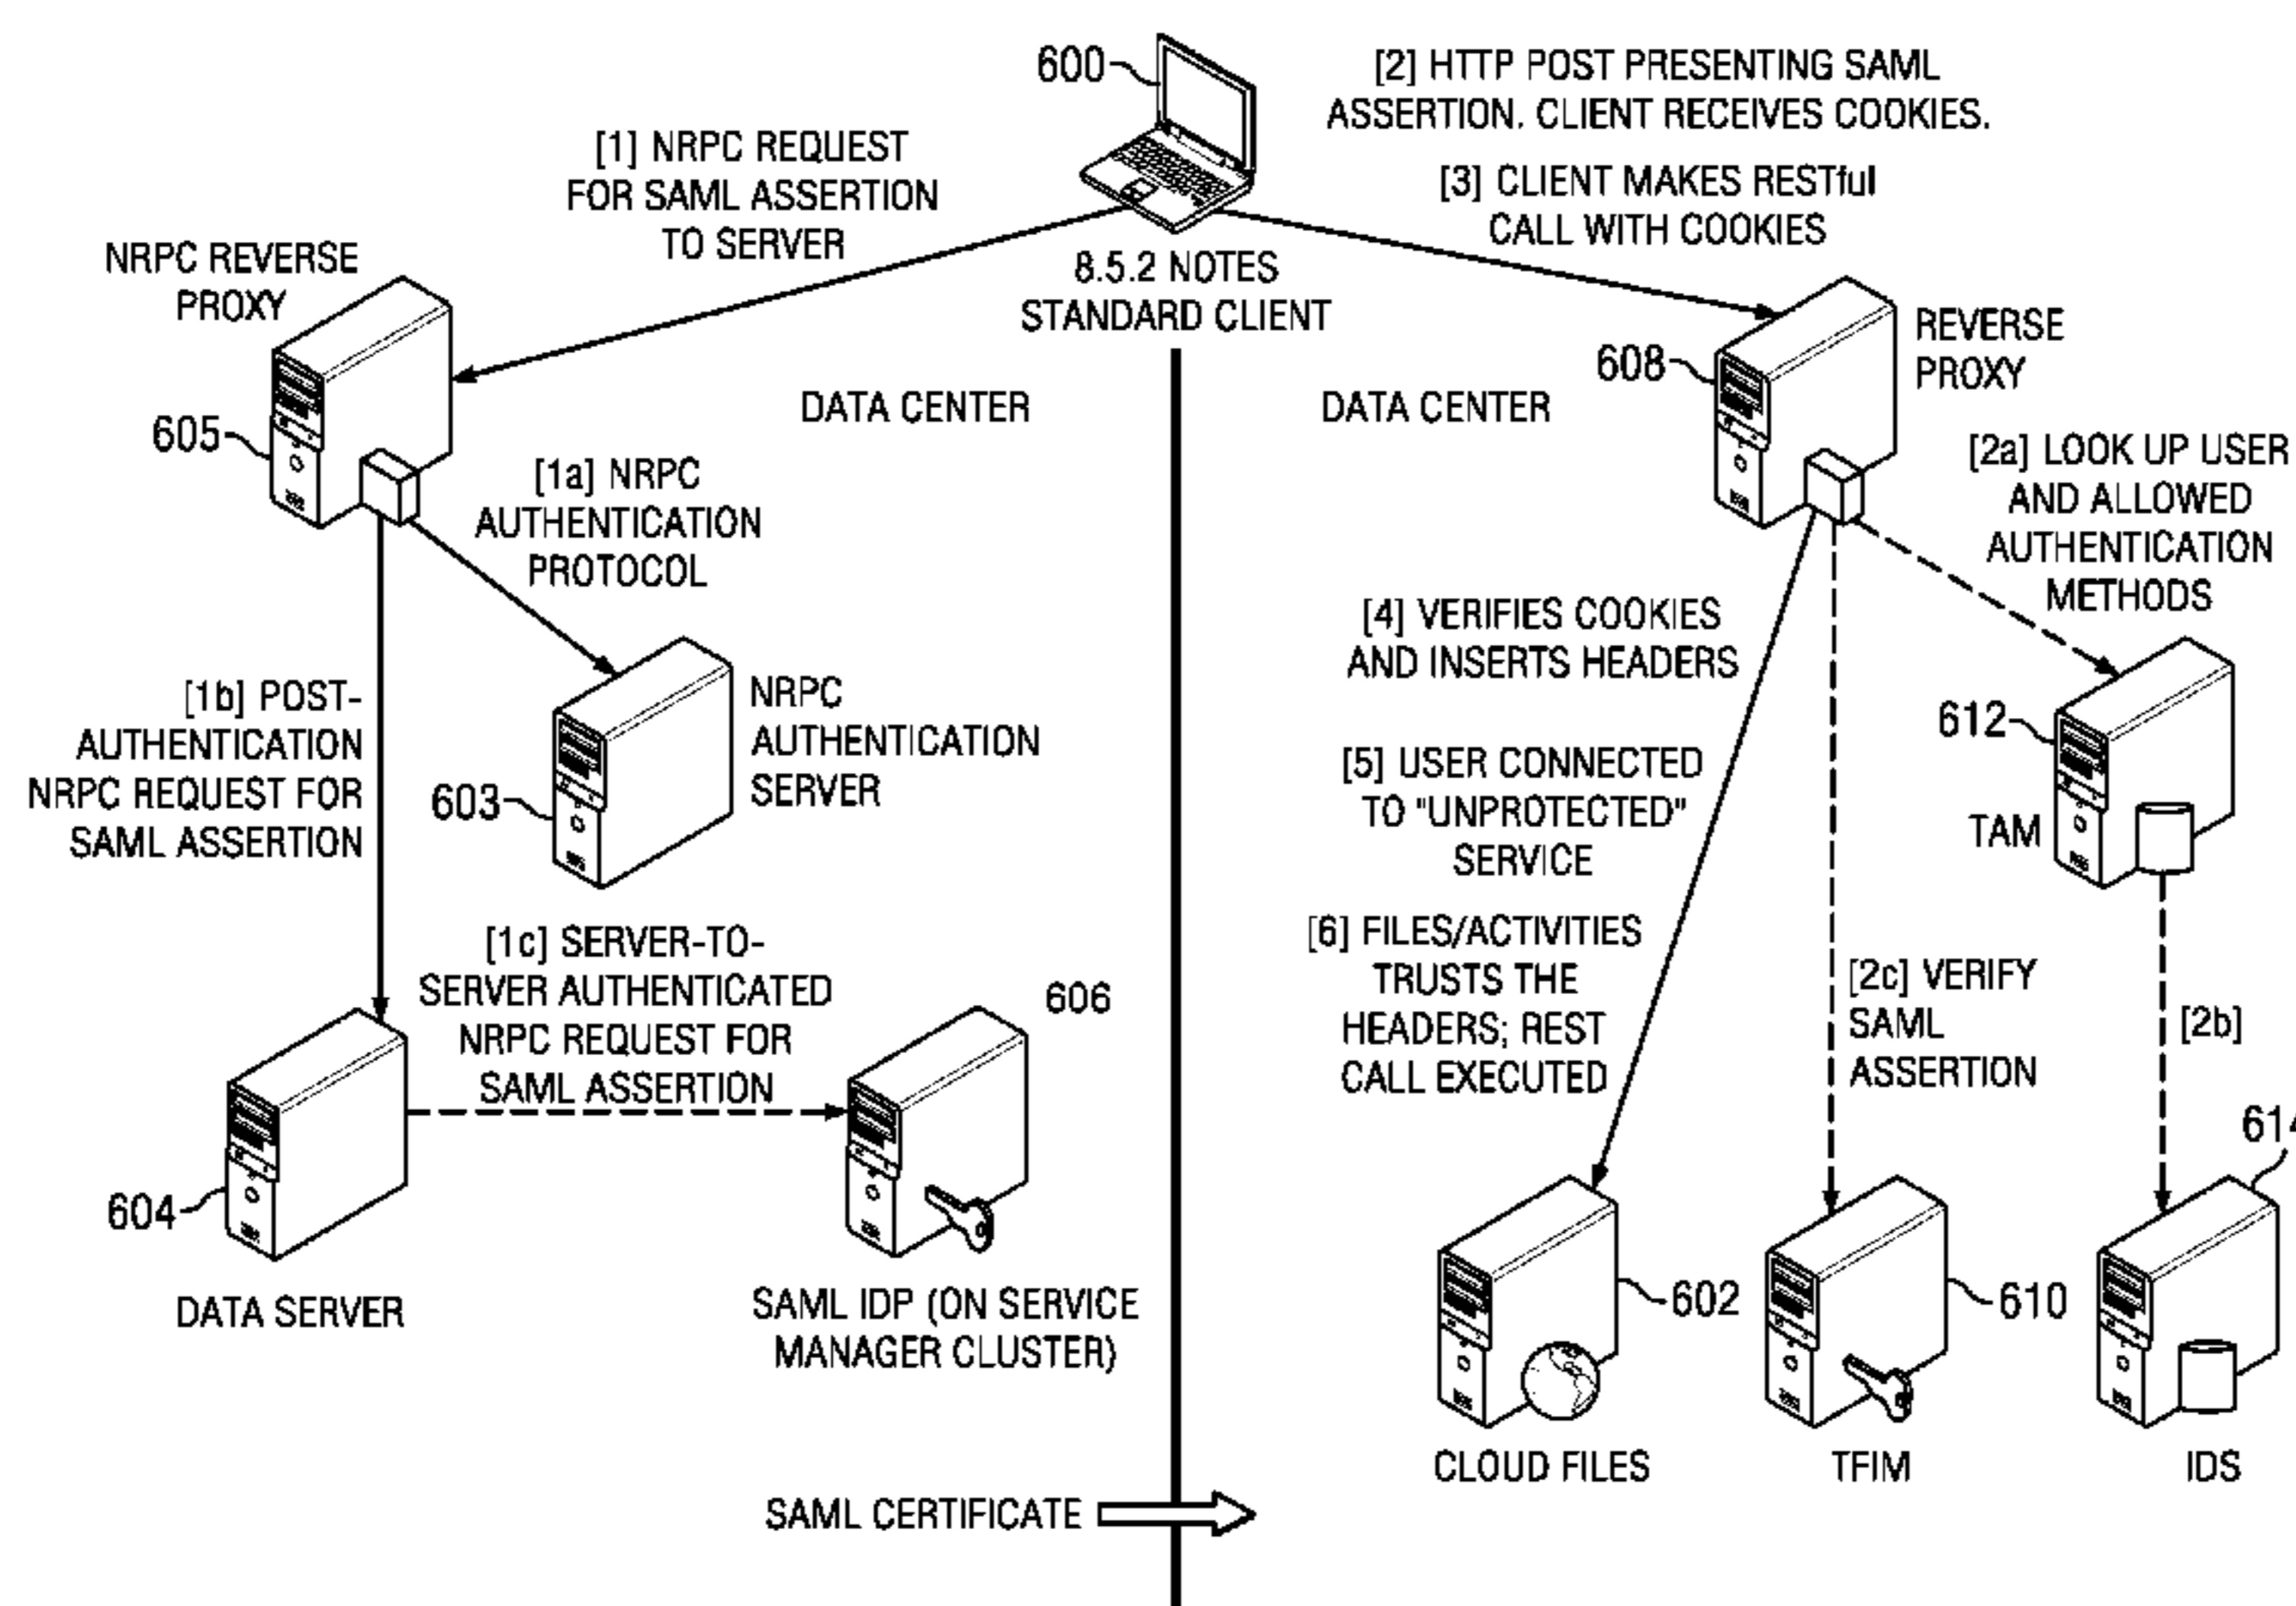 600
[2] HTTP POST PRESENTING SAML
ASSERTION. CLIENT RECEIVES COOKIES.
[1] NRPC REQUEST
FOR SAML ASSERTION
TO SERVER
[3] CLIENT MAKES RESTful
CALL WITH COOKIES
8.5.2 NOTES
STANDARD CLIENT
NRPC REVERSE
PROXY
605
DATA CENTER
DATA CENTER
608
REVERSE
PROXY
[1a] NRPC
AUTHENTICATION
PROTOCOL
[2a] LOOK UP USER
AND ALLOWED
AUTHENTICATION
METHODS
[1b] POST-
AUTHENTICATION
NRPC REQUEST FOR
SAML ASSERTION
603
NRPC
AUTHENTICATION
SERVER
[4] VERIFIES COOKIES
AND INSERTS HEADERS
612
TAM
[5] USER CONNECTED
TO "UNPROTECTED"
SERVICE
[1c] SERVER-TO-
SERVER AUTHENTICATED
NRPC REQUEST FOR
SAML ASSERTION
606
[6] FILES/ACTIVITIES
TRUSTS THE
HEADERS; REST
CALL EXECUTED
[2c] VERIFY
SAML
ASSERTION
[2b]
614
604
DATA SERVER
SAML IDP (ON SERVICE
MANAGER CLUSTER)
602
610
CLOUD FILES
TFIM
IDS
SAML CERTIFICATE